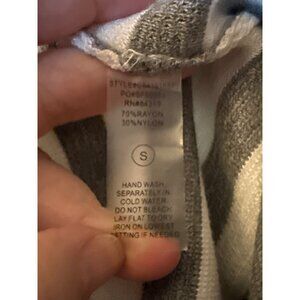 70%RAYON
30%NYLON
S
HAND WASH
SEPARATELY IN
COLD WATER
DO NOT BLEACH
LAY FLAT TO DRY
IRON ON LOWEST
SETTING IF NEEDED